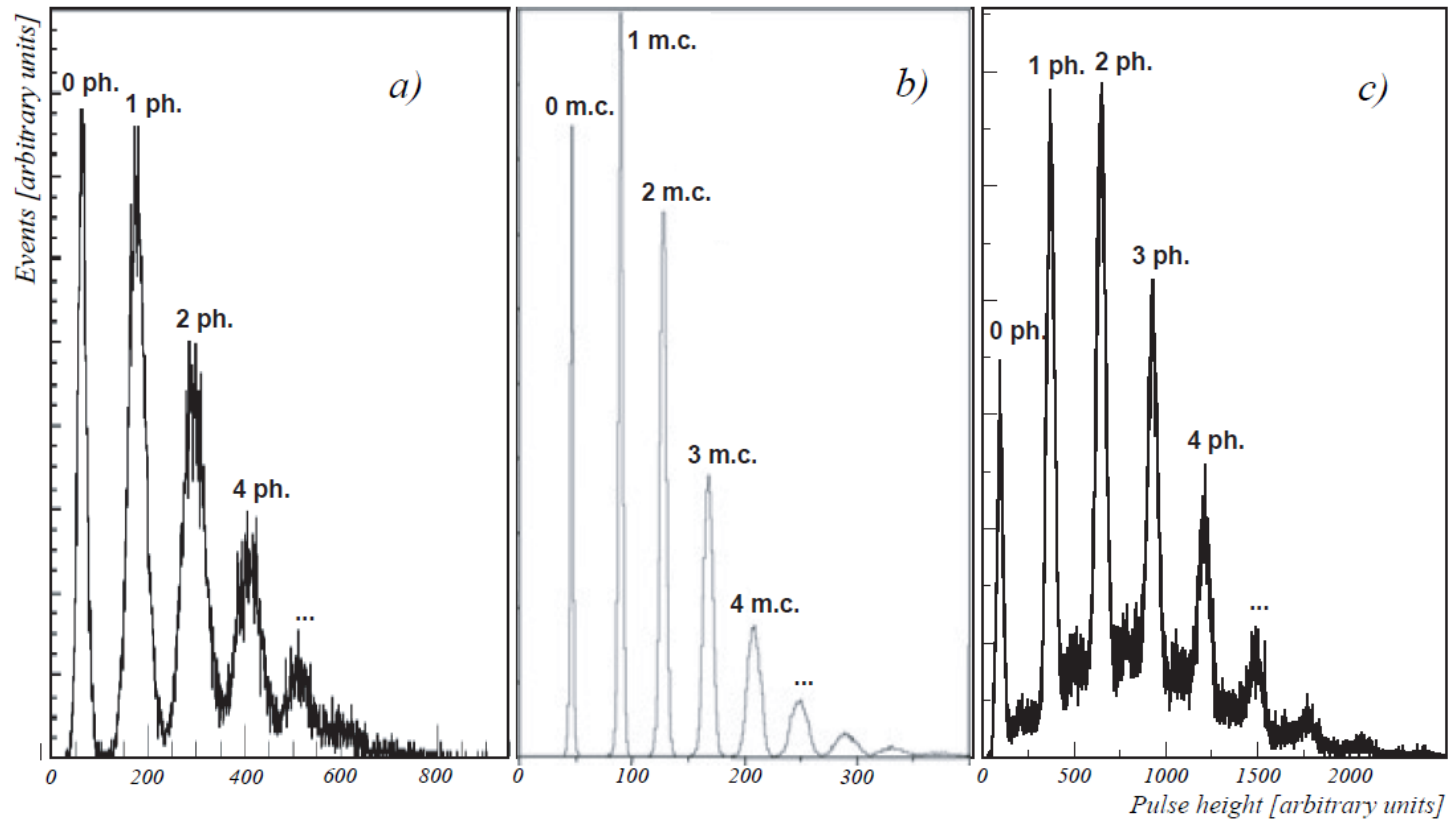 Events [arbitrary units]
a)
0 ph.
1 ph.
2 ph.
4 ph.
...
0 200 400 600 800
b)
0 m.c.
1 m.c.
2 m.c.
3 m.c.
4 m.c.
...
0 100 200 300
c)
0 ph.
1 ph.
2 ph.
3 ph.
4 ph.
...
0 500 1000 1500 2000
Pulse height [arbitrary units]